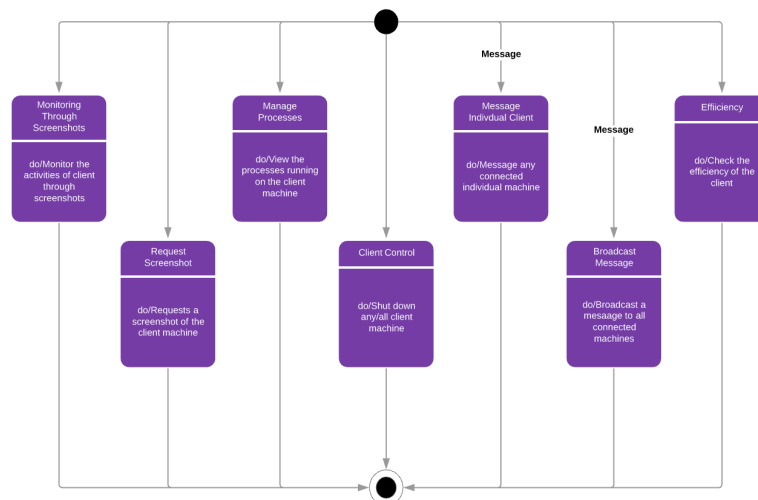 Message
Monitoring
Through
Screenshots
do/Monitor the
activities of client
through
screenshots
Manage
Processes
do/View the
processes running
on the client
machine
Message
Indivdual Client
do/Message any
connected
individual machine
Message
Effiiciency
do/Check the
efficiency of the
client
Request
Screenshot
do/Requests a
screenshot of the
client machine
Client Control
do/Shut down
any/all client
machine
Broadcast
Message
do/Broadcast a
mesaage to all
connected
machines